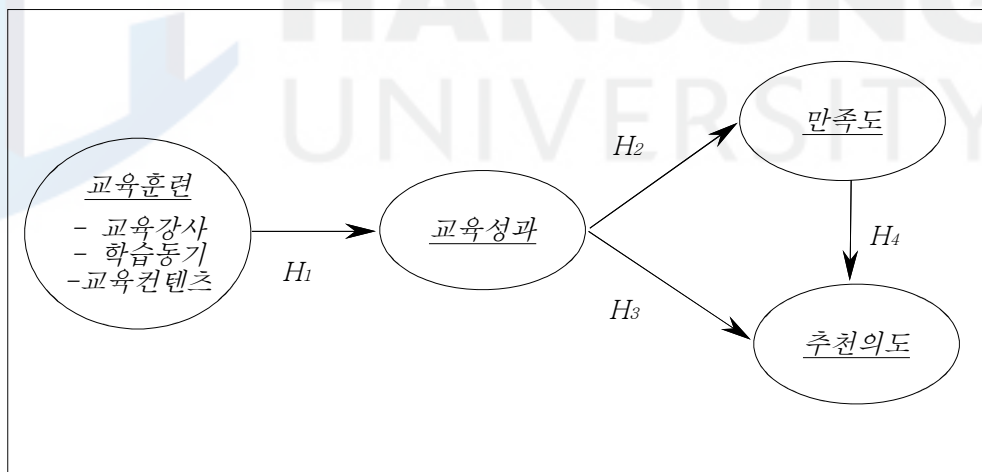 HANSUNG
UNIVERSITY
교육훈련
- 교육강사
- 학습동기
-교육컨텐츠
H1
교육성과
H2
H3
만족도
H4
추천의도